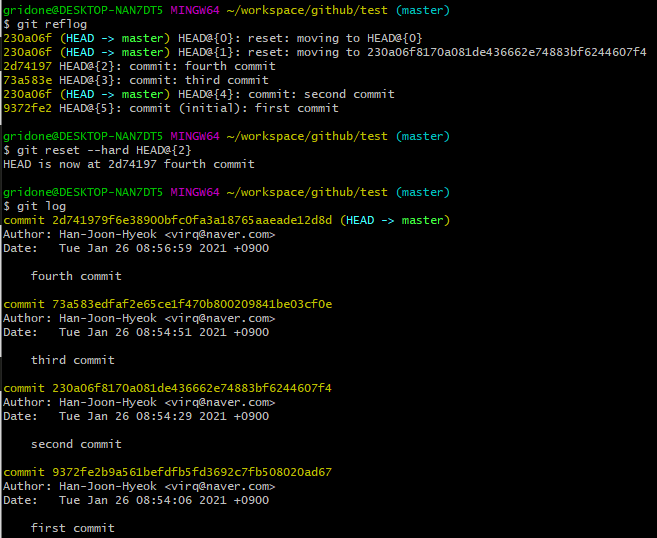 gridone@DESKTOP-NAN7DT5 MINGW64 ~/workspace/github/test (master)
$ git reflog
230a06f (HEAD -> master) HEAD@{0}: reset: moving to HEAD@{0}
230a06f (HEAD -> master) HEAD@{1}: reset: moving to 230a06f8170a081de436662e74883bf6244607f4
2d74197 HEAD@{2}: commit: fourth commit
73a583e HEAD@{3}: commit: third commit
230a06f (HEAD -> master) HEAD@{4}: commit: second commit
9372fe2 HEAD@{5}: commit (initial): first commit
gridone@DESKTOP-NAN7DT5 MINGW64 ~/workspace/github/test (master)
$ git reset --hard HEAD@{2}
HEAD is now at 2d74197 fourth commit
gridone@DESKTOP-NAN7DT5 MINGW64 ~/workspace/github/test (master)
$ git log
commit 2d741979f6e38900bfc0fa3a18765aaeade12d8d (HEAD -> master)
Author: Han-Joon-Hyeok <virq@naver.com>
Date:   Tue Jan 26 08:56:59 2021 +0900
fourth commit
commit 73a583edfaf2e65ce1f470b800209841be03cf0e
Author: Han-Joon-Hyeok <virq@naver.com>
Date:   Tue Jan 26 08:54:51 2021 +0900
third commit
commit 230a06f8170a081de436662e74883bf6244607f4
Author: Han-Joon-Hyeok <virq@naver.com>
Date:   Tue Jan 26 08:54:29 2021 +0900
second commit
commit 9372fe2b9a561befdfb5fd3692c7fb508020ad67
Author: Han-Joon-Hyeok <virq@naver.com>
Date:   Tue Jan 26 08:54:06 2021 +0900
first commit